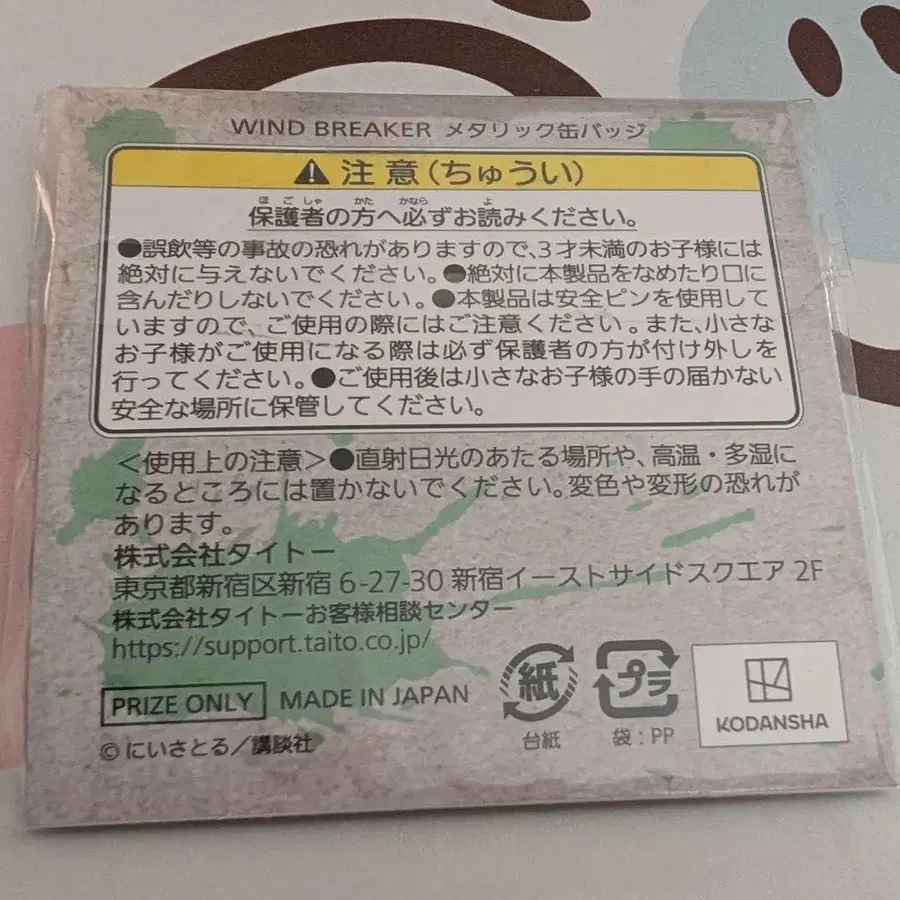 WIND BREAKER メタリック缶バッジ
⚠ 注意(ちゅうい)
保護者の方へ必ずお読みください。
ほごしゃ かた かなら よ
●誤飲等の事故の恐れがありますので、3才未満のお子様には
絶対に与えないでください。●絶対に本製品をなめたり口に
含んだりしないでください。●本製品は安全ピンを使用して
いますので、ご使用の際にはご注意ください。また、小さな
お子様がご使用になる際は必ず保護者の方が付け外しを
行ってください。●ご使用後は小さなお子様の手の届かない
安全な場所に保管してください。
<使用上の注意>●直射日光のあたる場所や、高温・多湿に
なるところには置かないでください。変色や変形の恐れが
あります。
株式会社タイトー
東京都新宿区新宿 6-27-30 新宿イーストサイドスクエア 2F
株式会社タイトーお客様相談センター
https://support.taito.co.jp/
PRIZE ONLY MADE IN JAPAN
©にいさとる/講談社
紙
台紙
プラ
袋:PP
KODANSHA